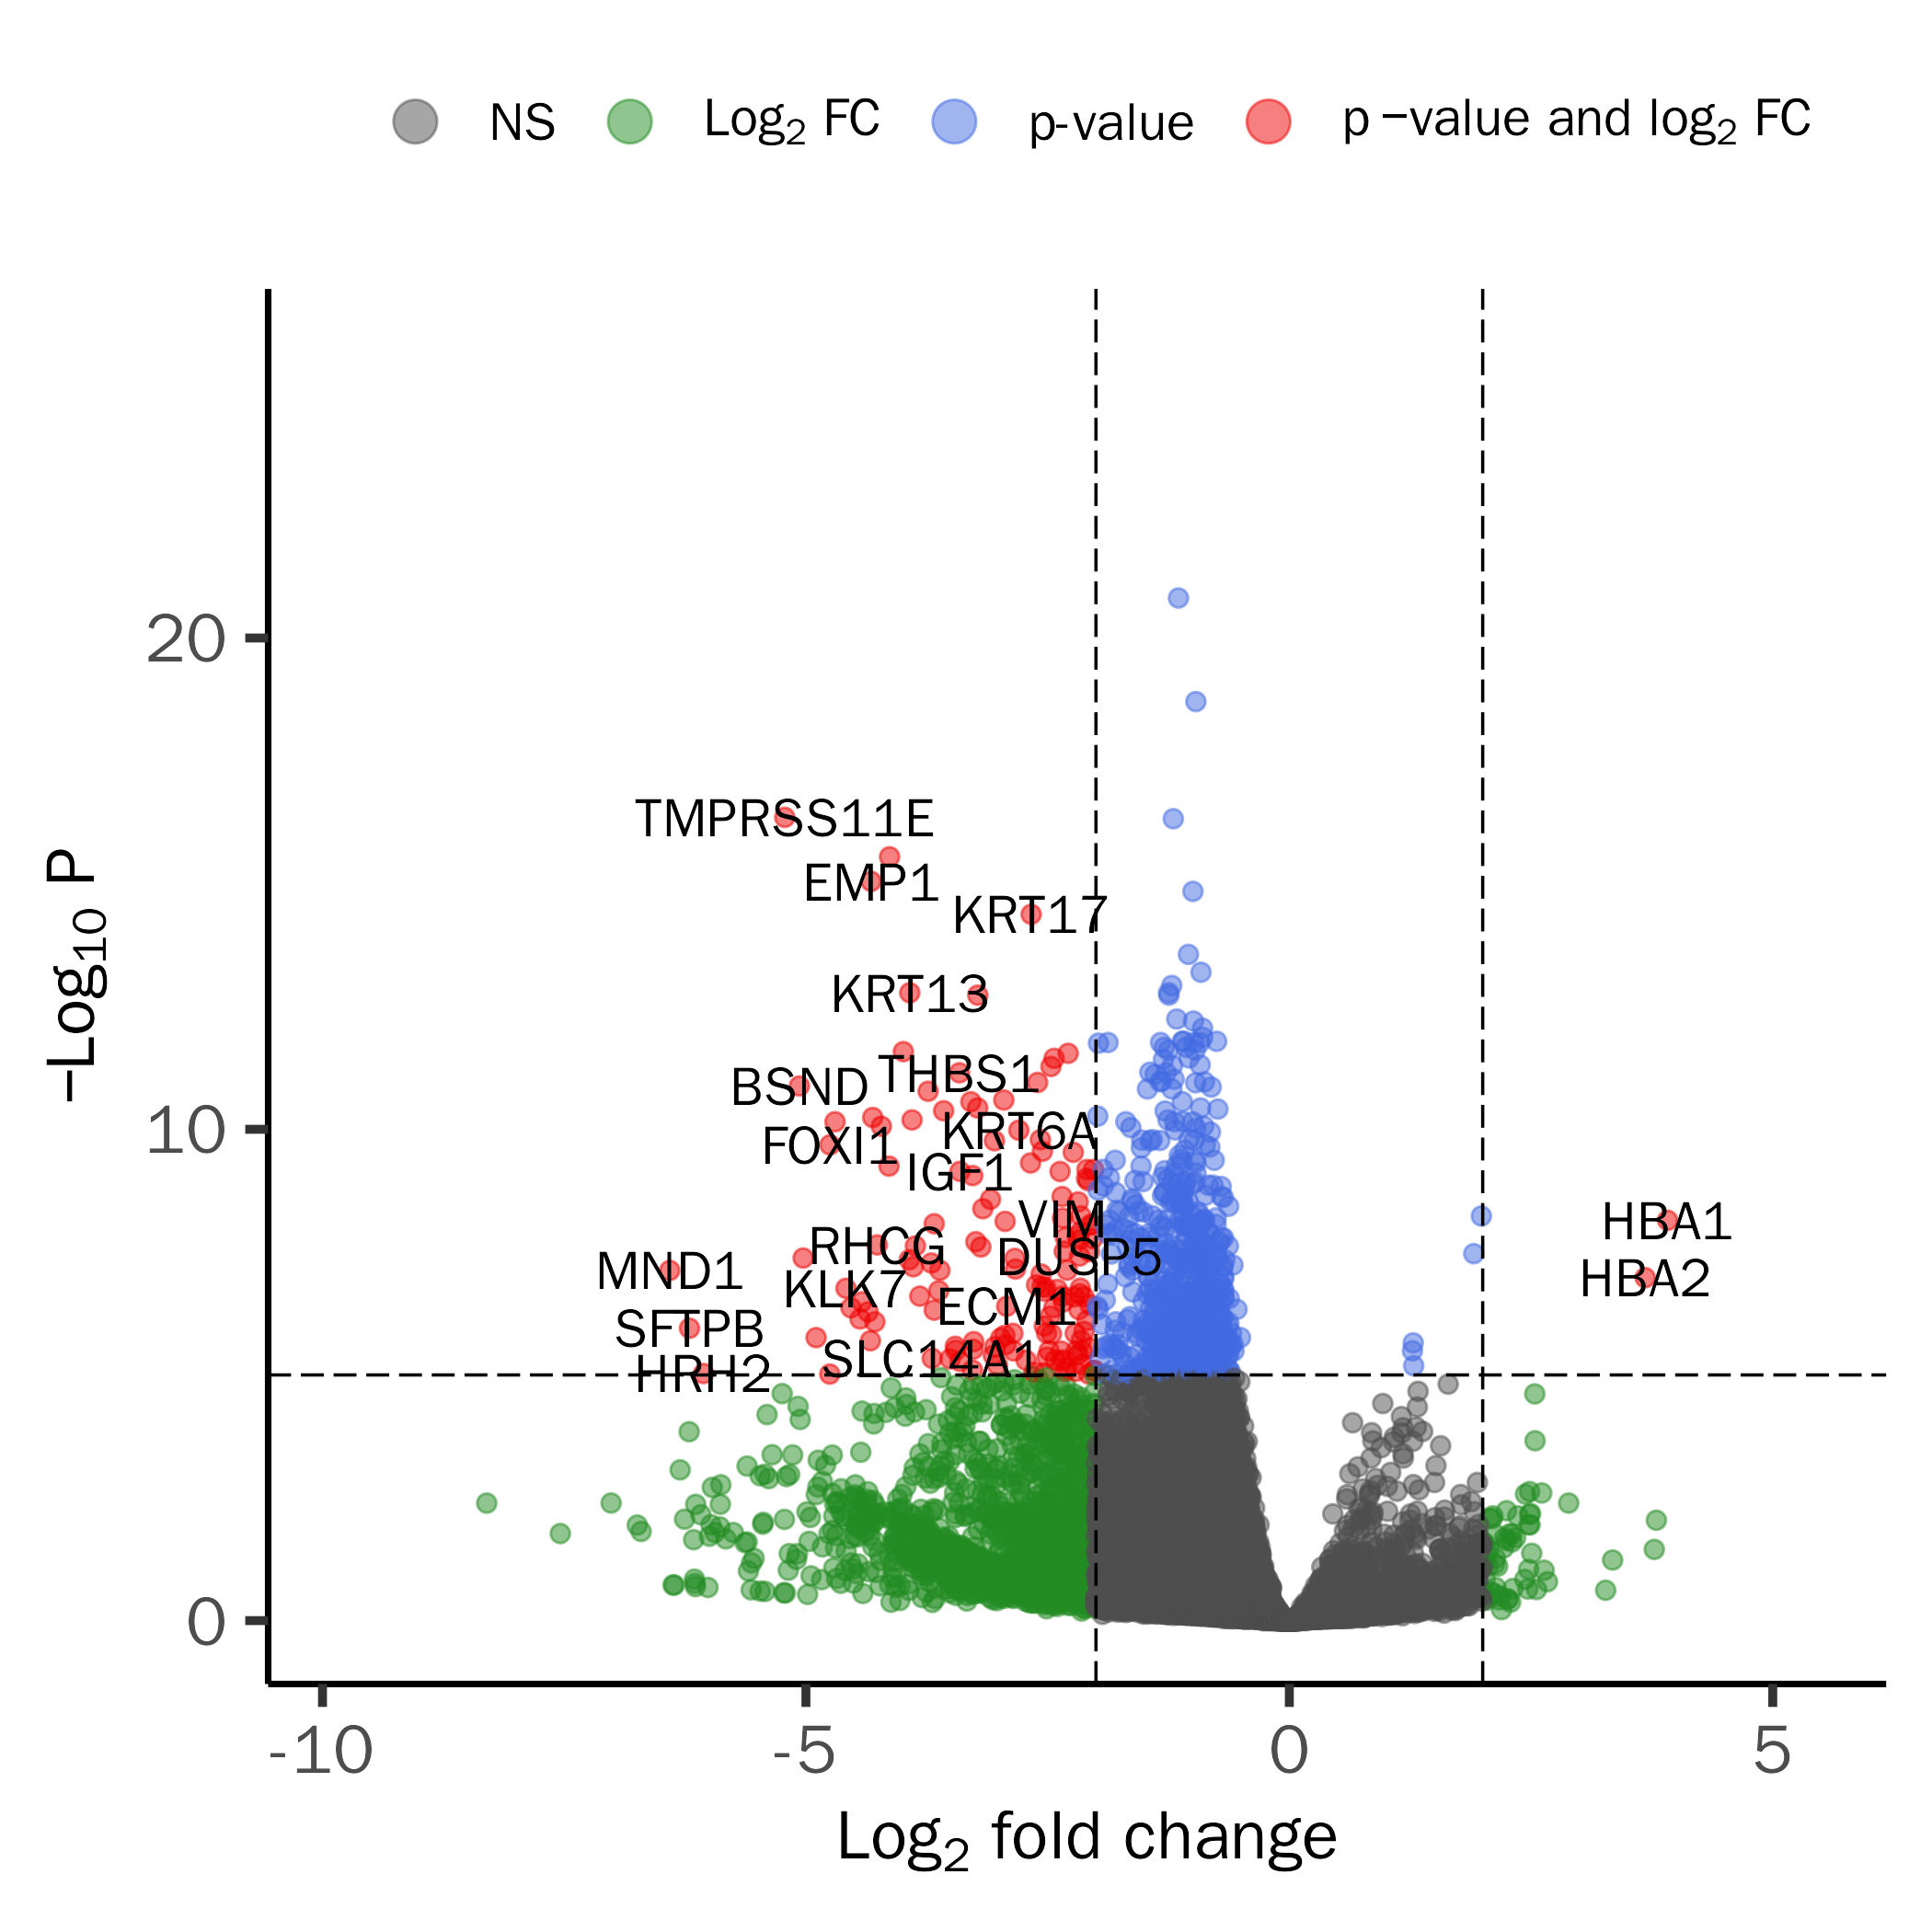 NS Log₂ FC p-value p −value and log₂ FC
−Log₁₀ P
20
10
0
TMPRSS11E
EMP1
KRT17
KRT13
THBS1
BSND
KRT6A
FOXI1
IGF1
VIM
HBA1
RHCG
DUSP5
MND1
HBA2
KLK7
ECM1
SFTPB
SLC14A1
HRH2
-10 -5 0 5
Log₂ fold change